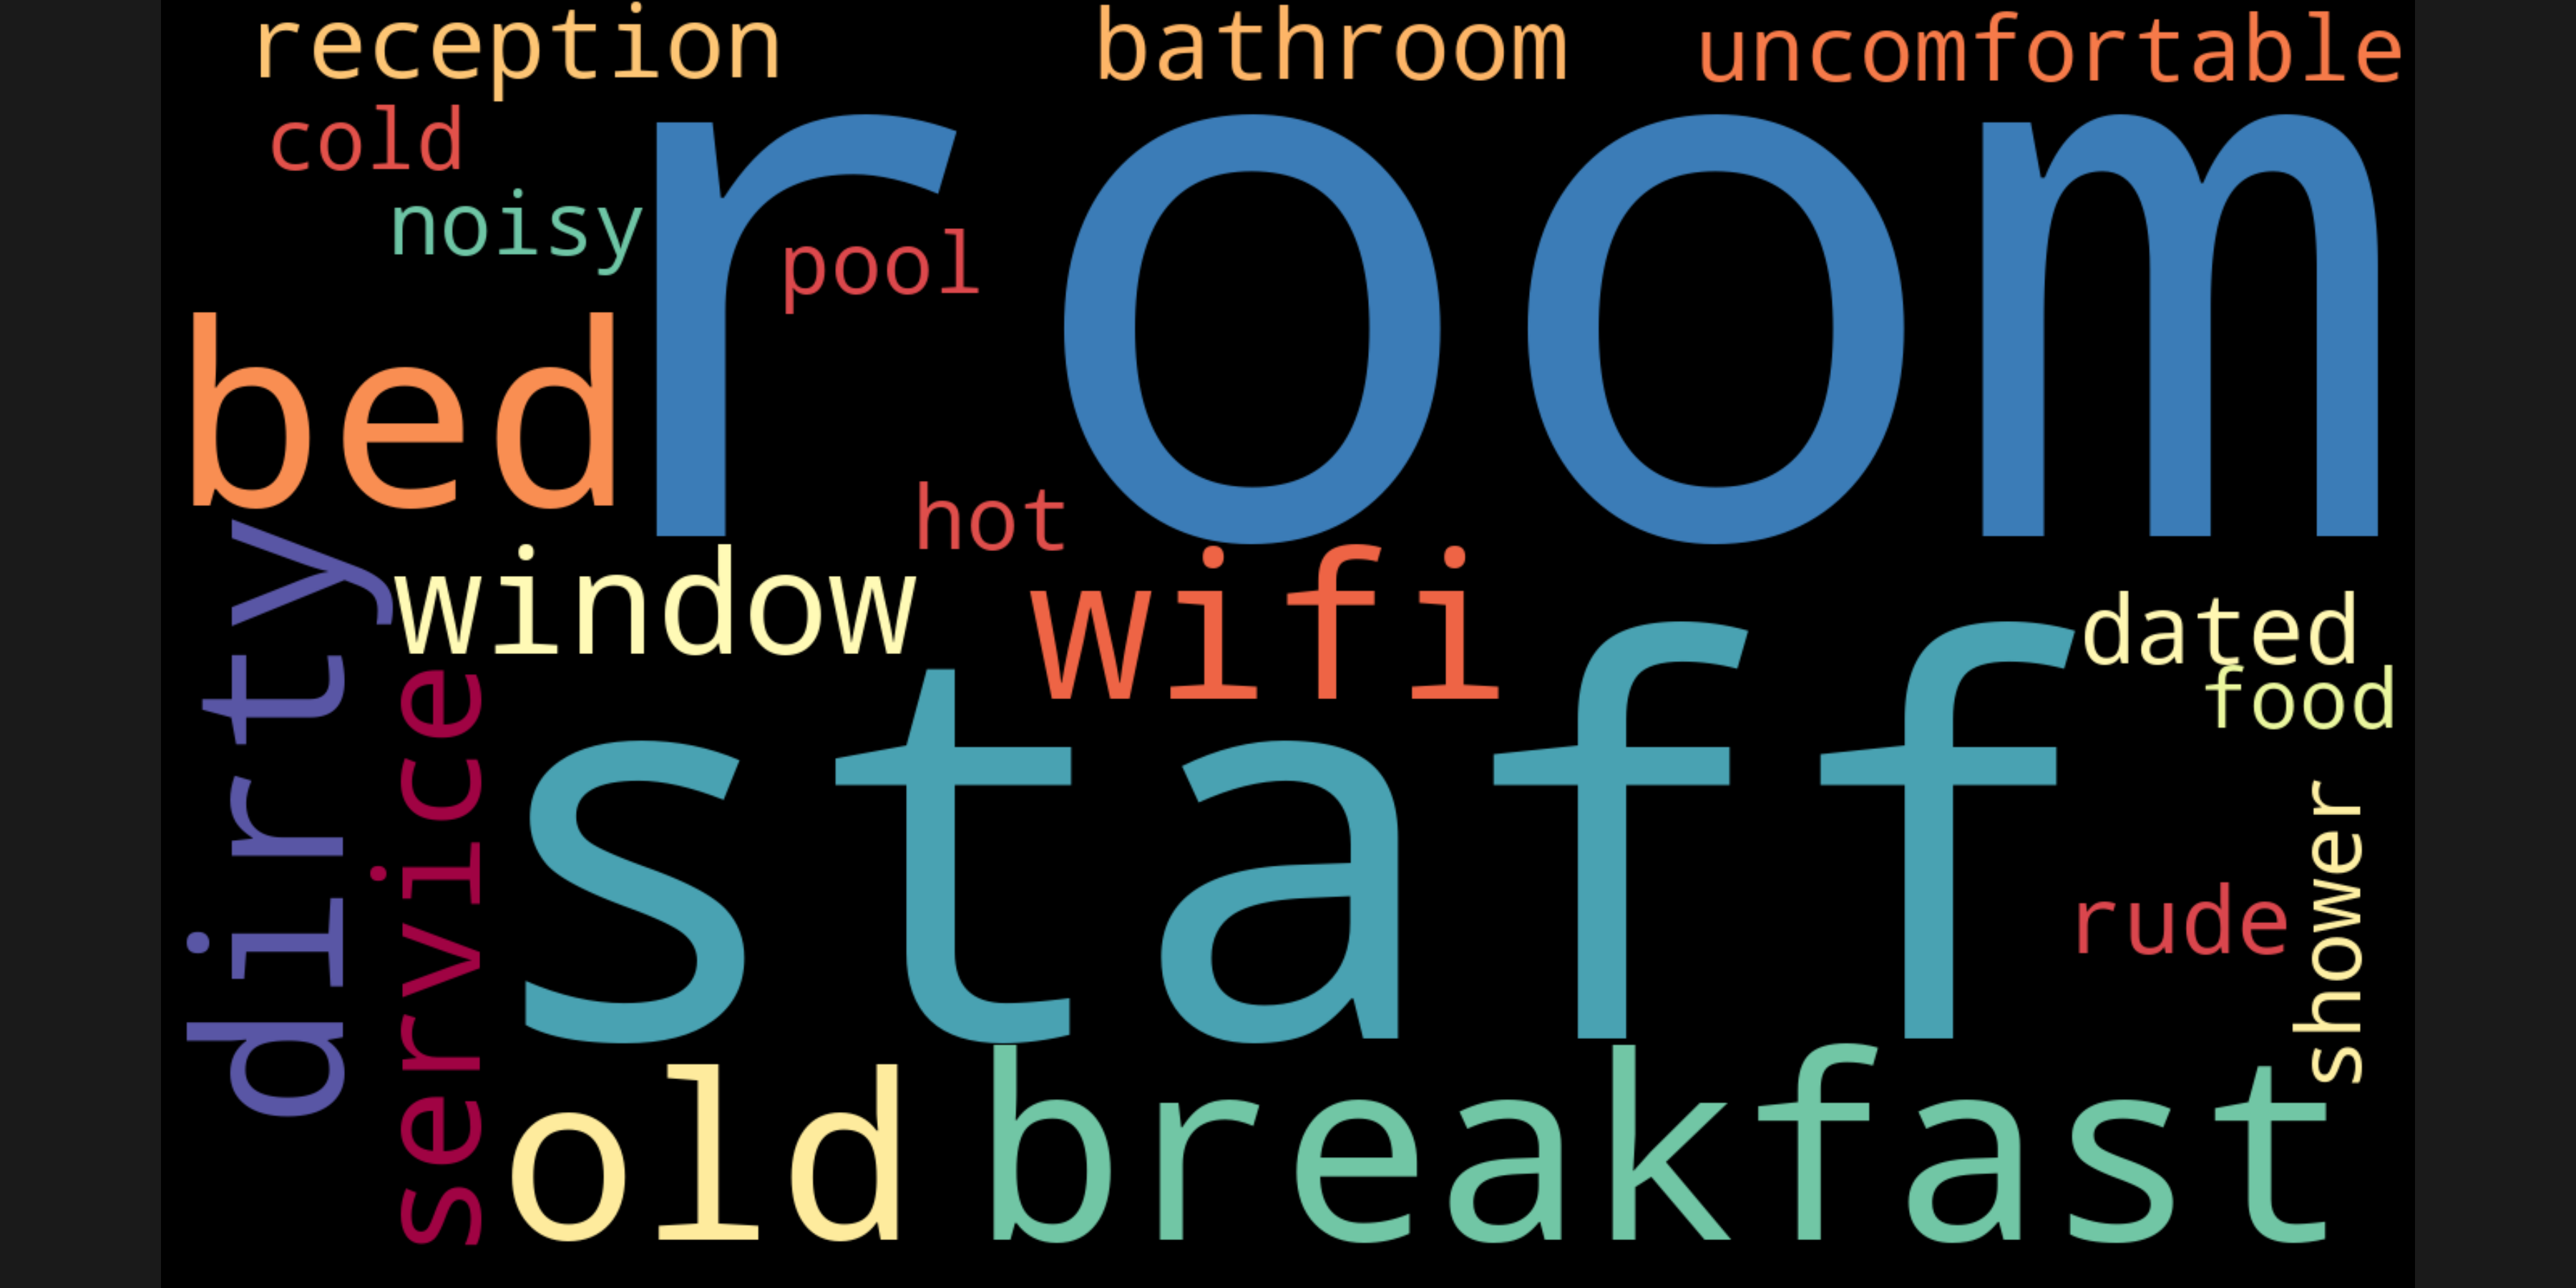 reception
bathroom
uncomfortable
cold
room
noisy
pool
bed
hot
window
wifi
dirty
dated
food
service
staff
rude
shower
old
breakfast